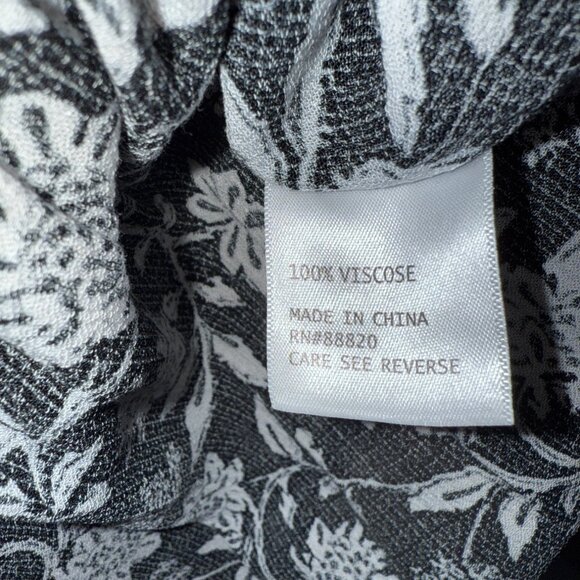 100% VISCOSE
MADE IN CHINA
RN#88820
CARE SEE REVERSE